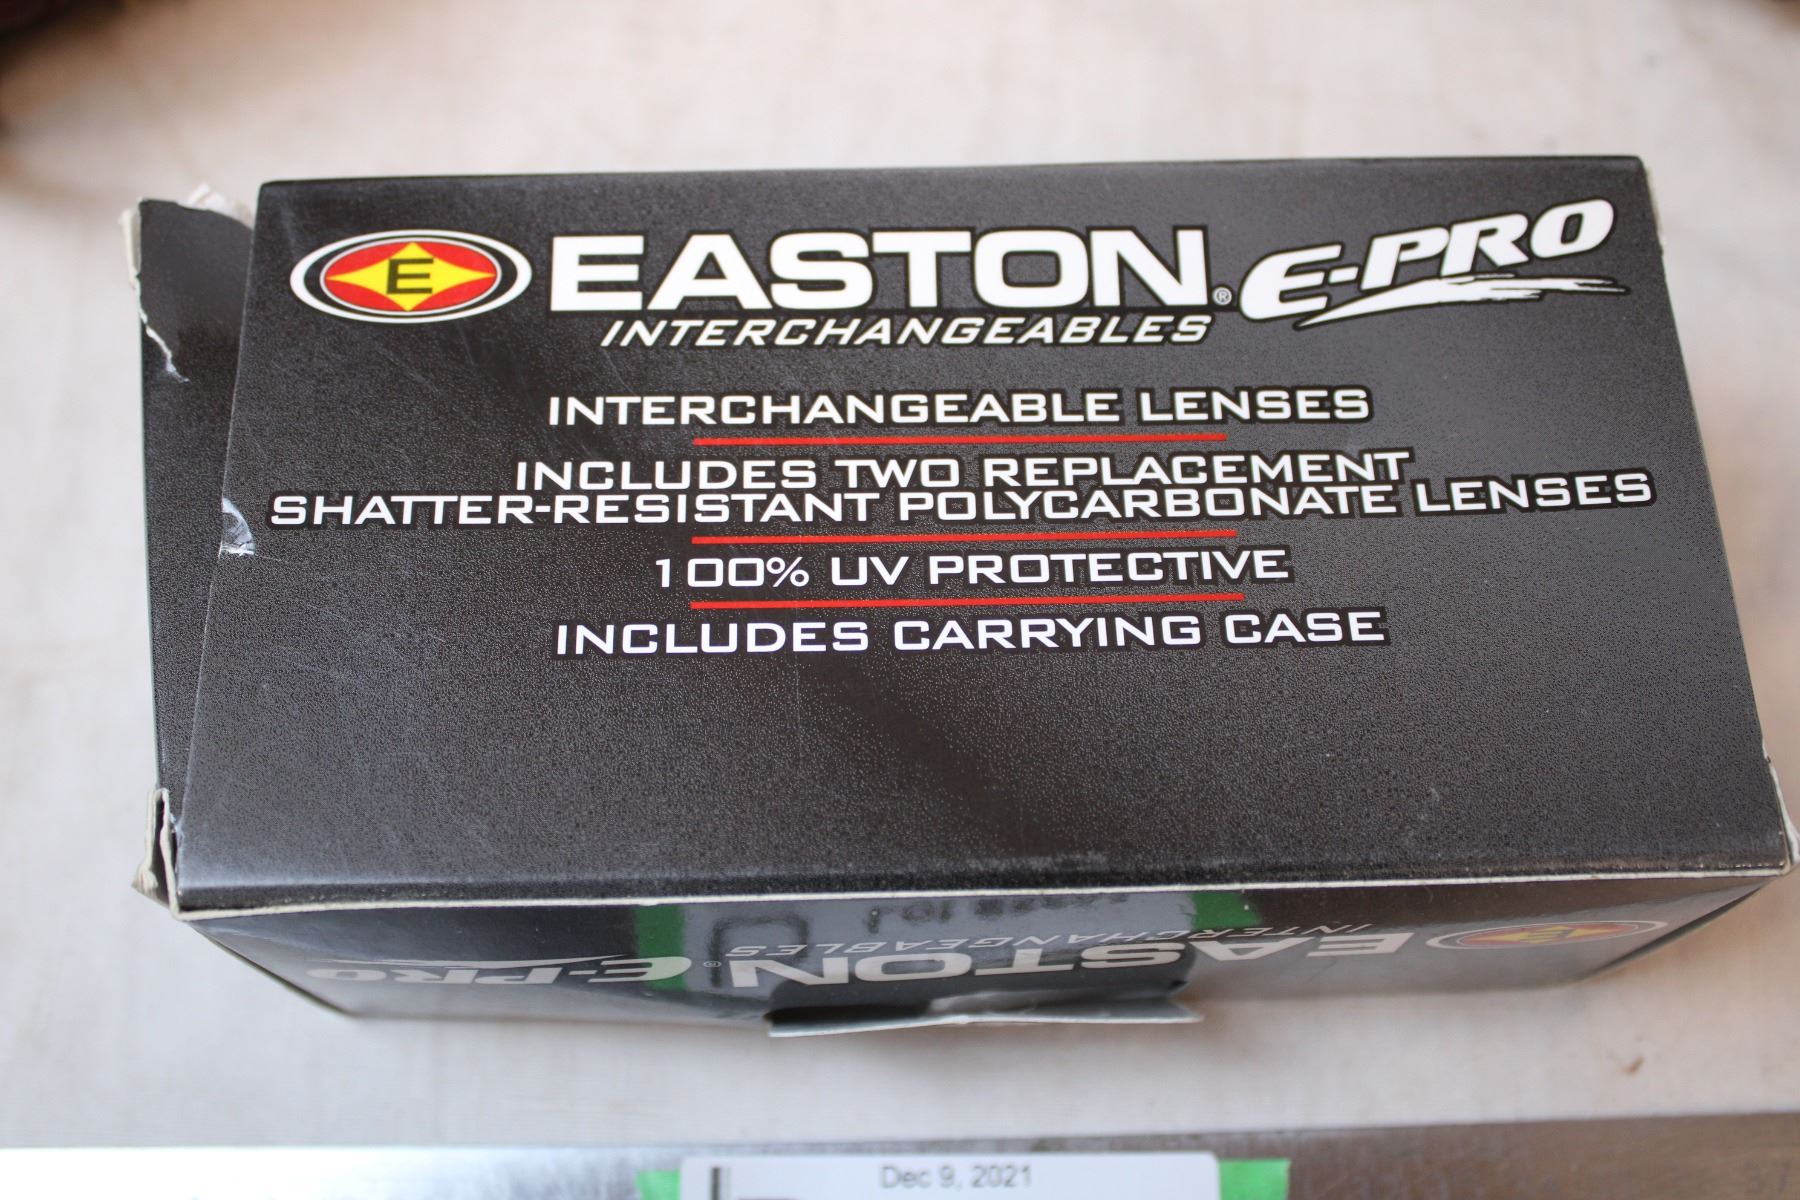 E EASTON® E-PRO
INTERCHANGEABLES
INTERCHANGEABLE LENSES
INCLUDES TWO REPLACEMENT
SHATTER-RESISTANT POLYCARBONATE LENSES
100% UV PROTECTIVE
INCLUDES CARRYING CASE
EASTON® E-PRO
INTERCHANGEABLES
Dec 9, 2021